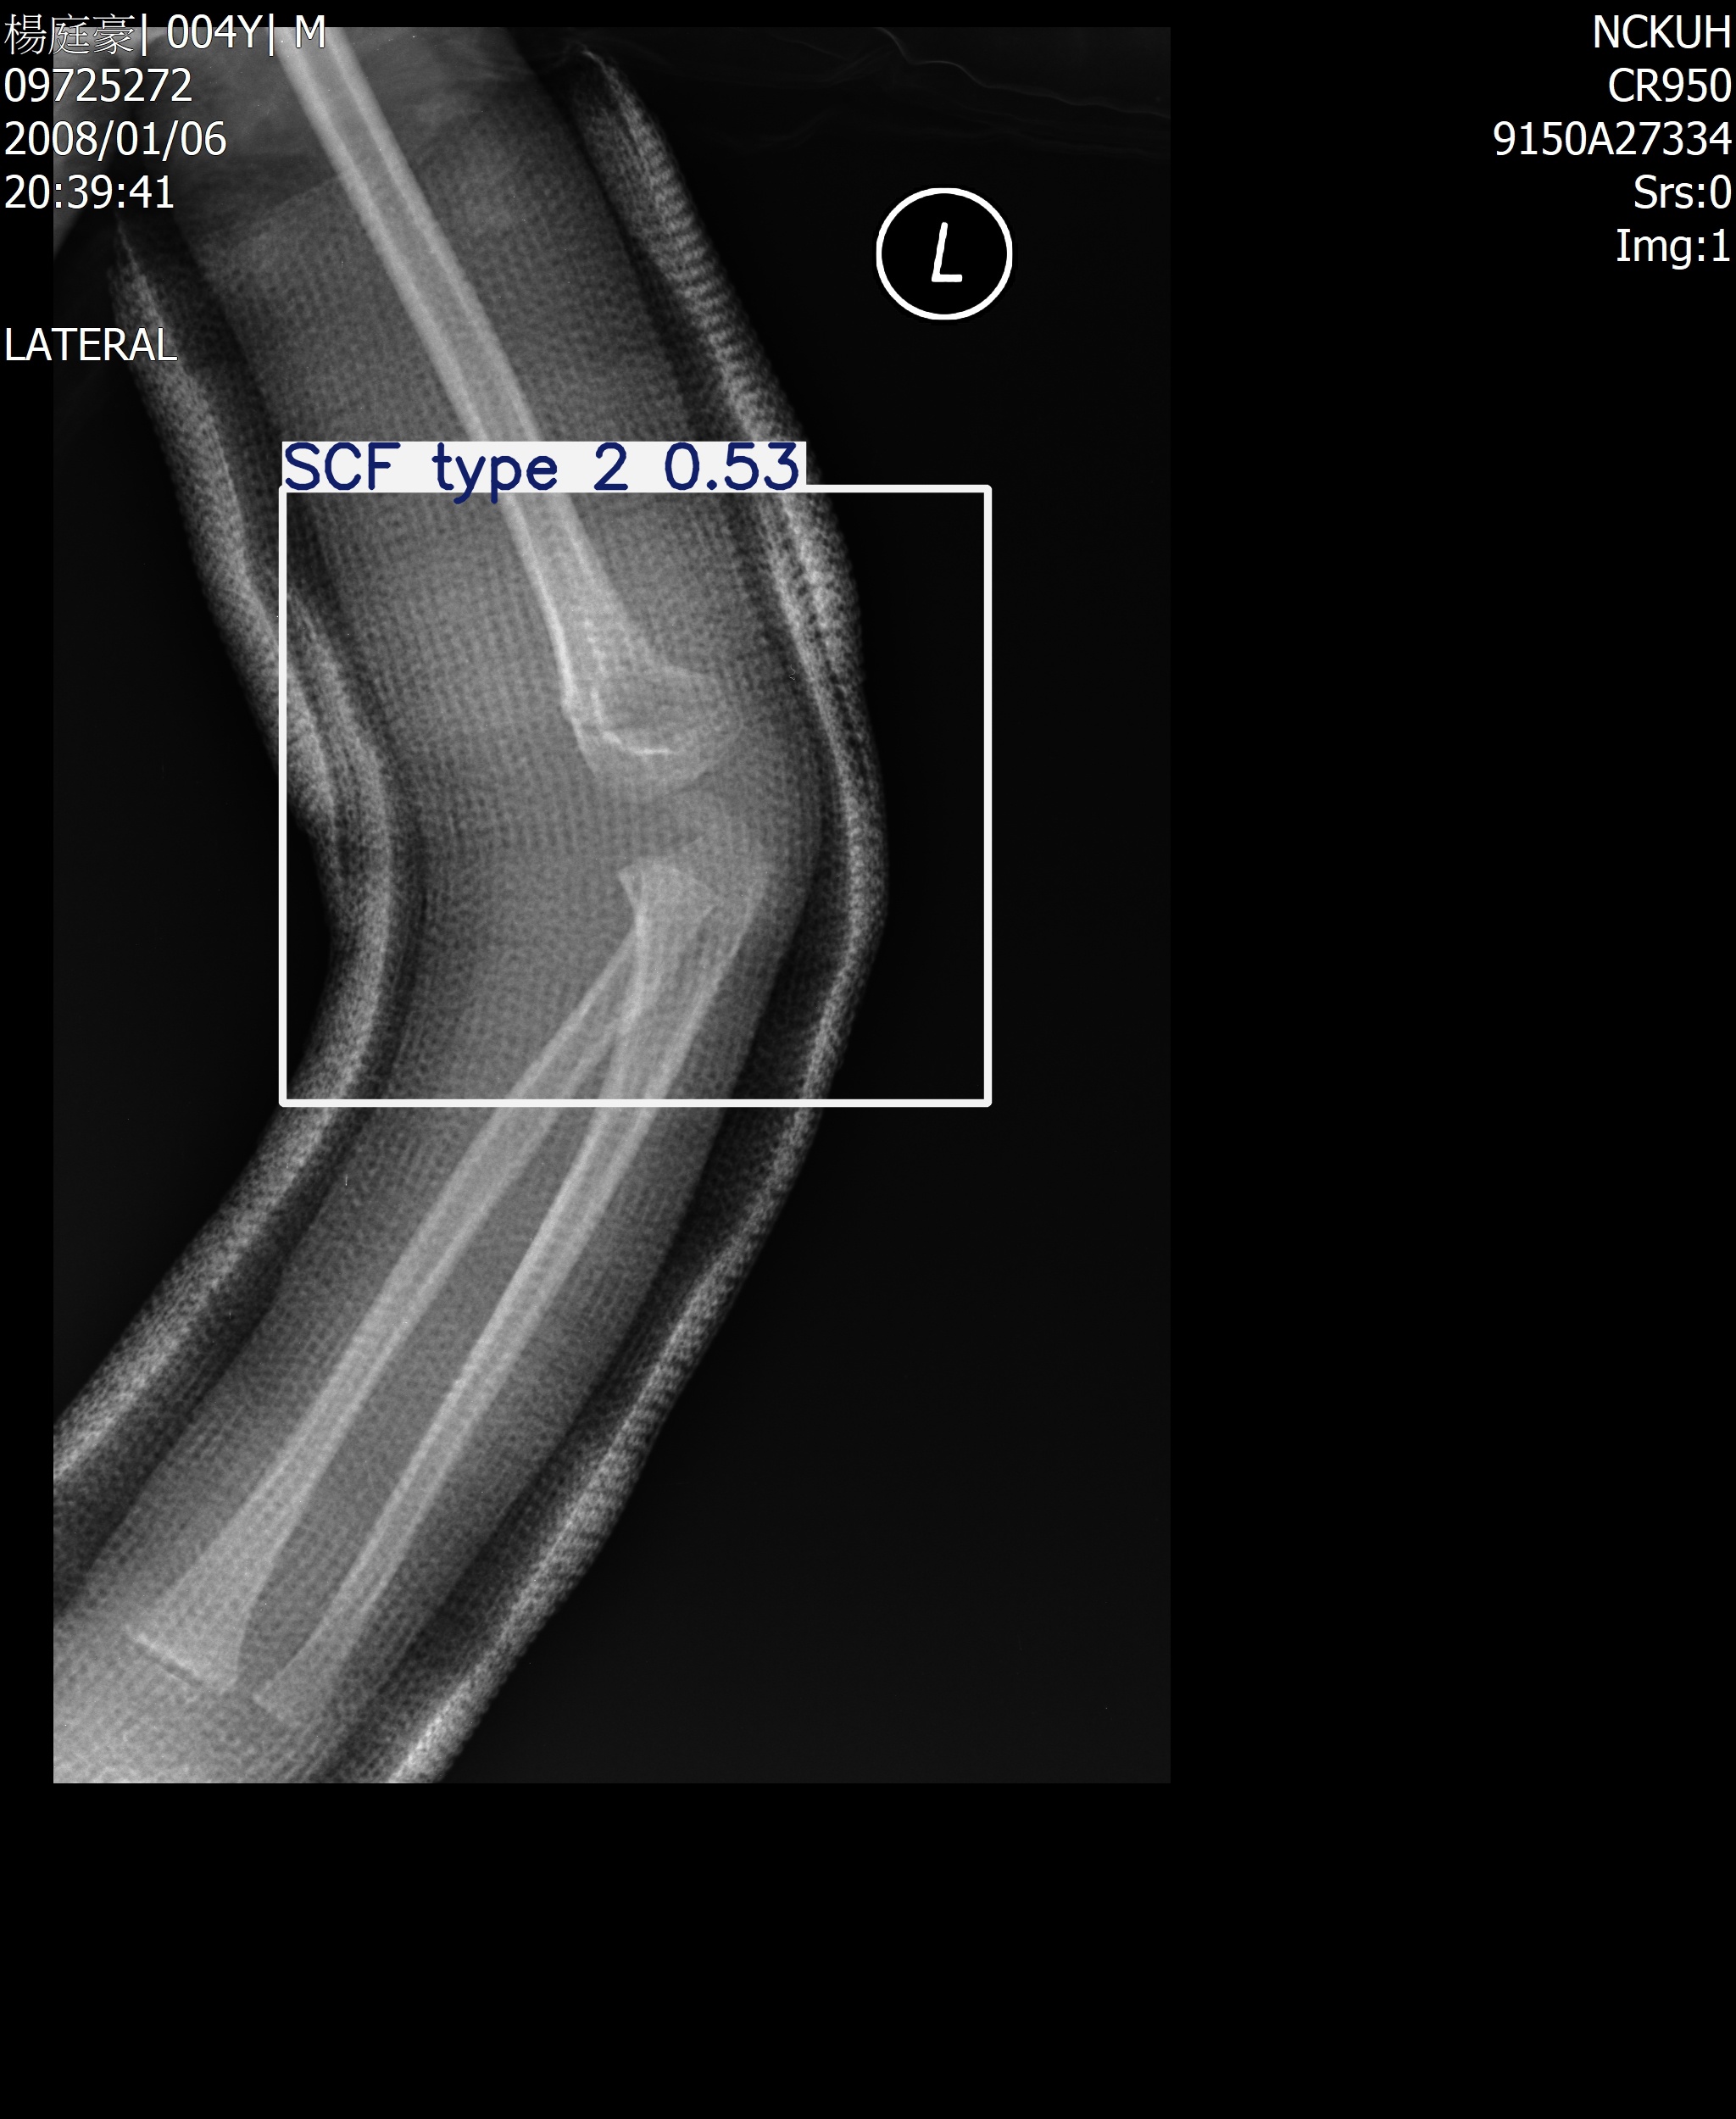 楊庭豪| 004Y| M
09725272
2008/01/06
20:39:41
LATERAL
NCKUH
CR950
9150A27334
Srs:0
Img:1
L
SCF type 2 0.53